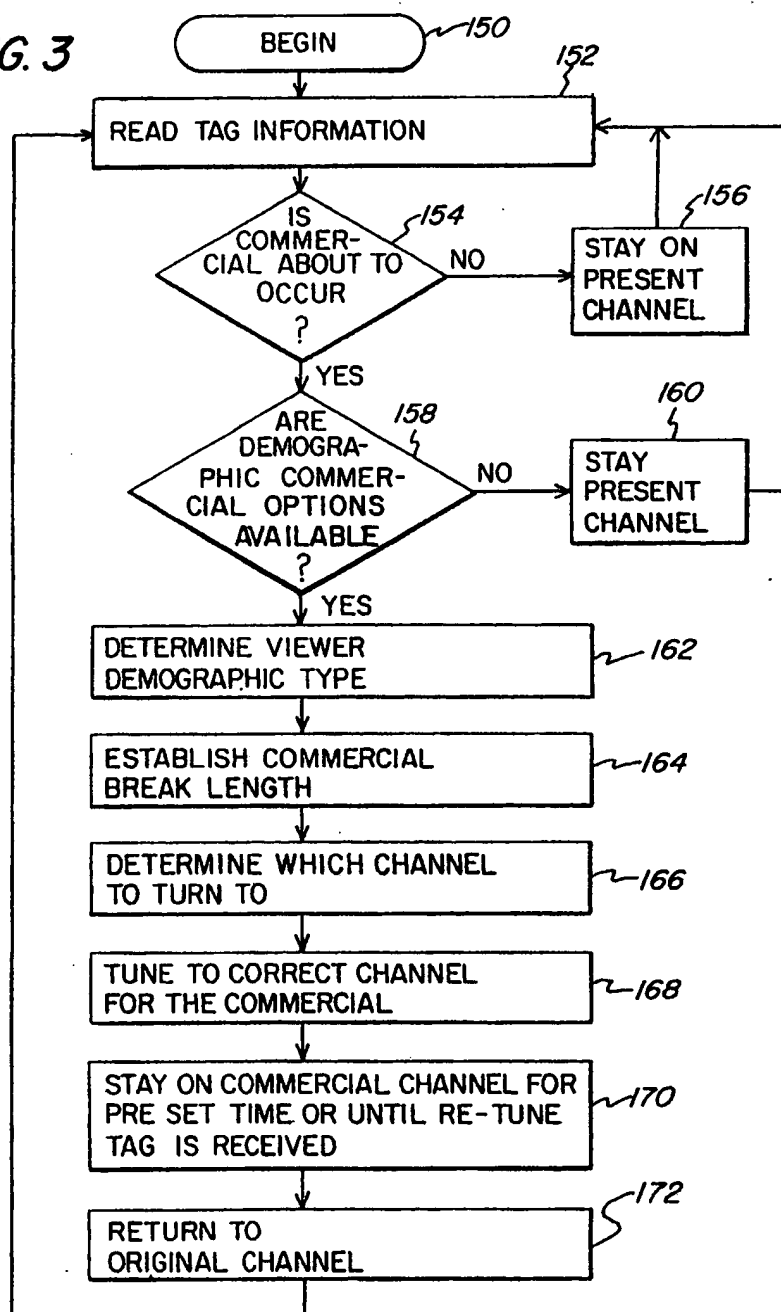 G. 3
BEGIN
150
152
READ TAG INFORMATION
IS
COMMER-
CIAL ABOUT TO
OCCUR
?
154
NO
156
STAY ON
PRESENT
CHANNEL
YES
ARE
DEMOGRA-
PHIC COMMER-
CIAL OPTIONS
AVAILABLE
?
158
NO
160
STAY
PRESENT
CHANNEL
YES
DETERMINE VIEWER
DEMOGRAPHIC TYPE
162
ESTABLISH COMMERCIAL
BREAK LENGTH
164
DETERMINE WHICH CHANNEL
TO TURN TO
166
TUNE TO CORRECT CHANNEL
FOR THE COMMERCIAL
168
STAY ON COMMERCIAL CHANNEL FOR
PRE SET TIME OR UNTIL RE-TUNE
TAG IS RECEIVED
170
RETURN TO
ORIGINAL CHANNEL
172